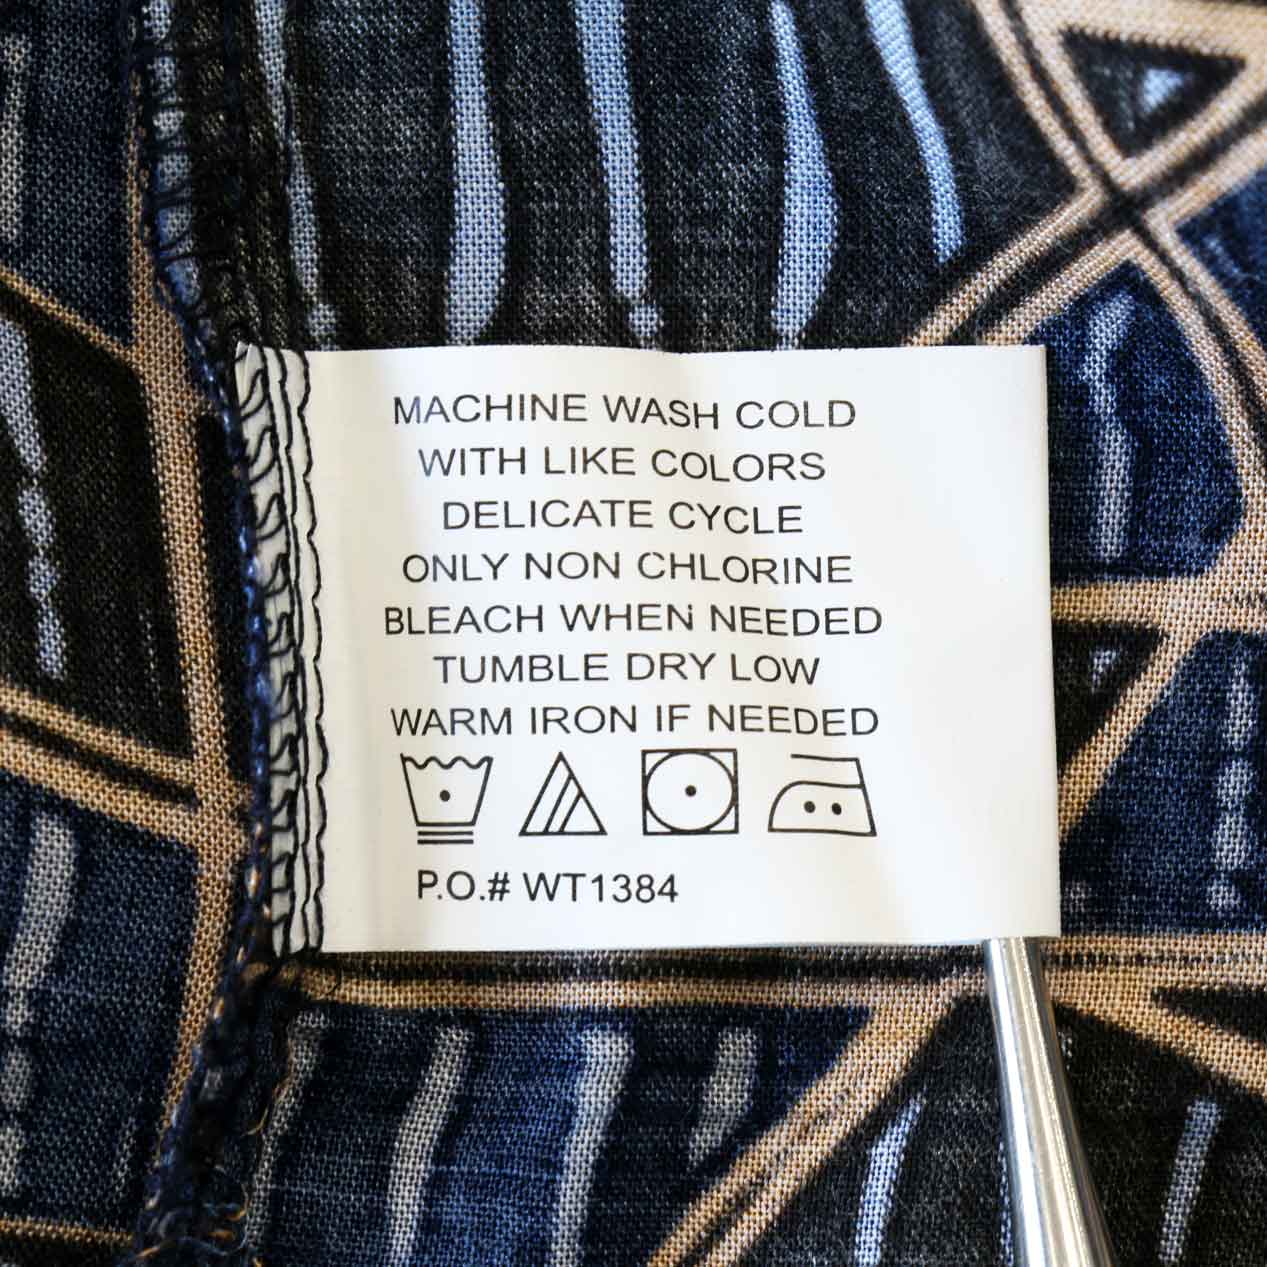 MACHINE WASH COLD
WITH LIKE COLORS
DELICATE CYCLE
ONLY NON CHLORINE
BLEACH WHEN NEEDED
TUMBLE DRY LOW
WARM IRON IF NEEDED
P.O.# WT1384